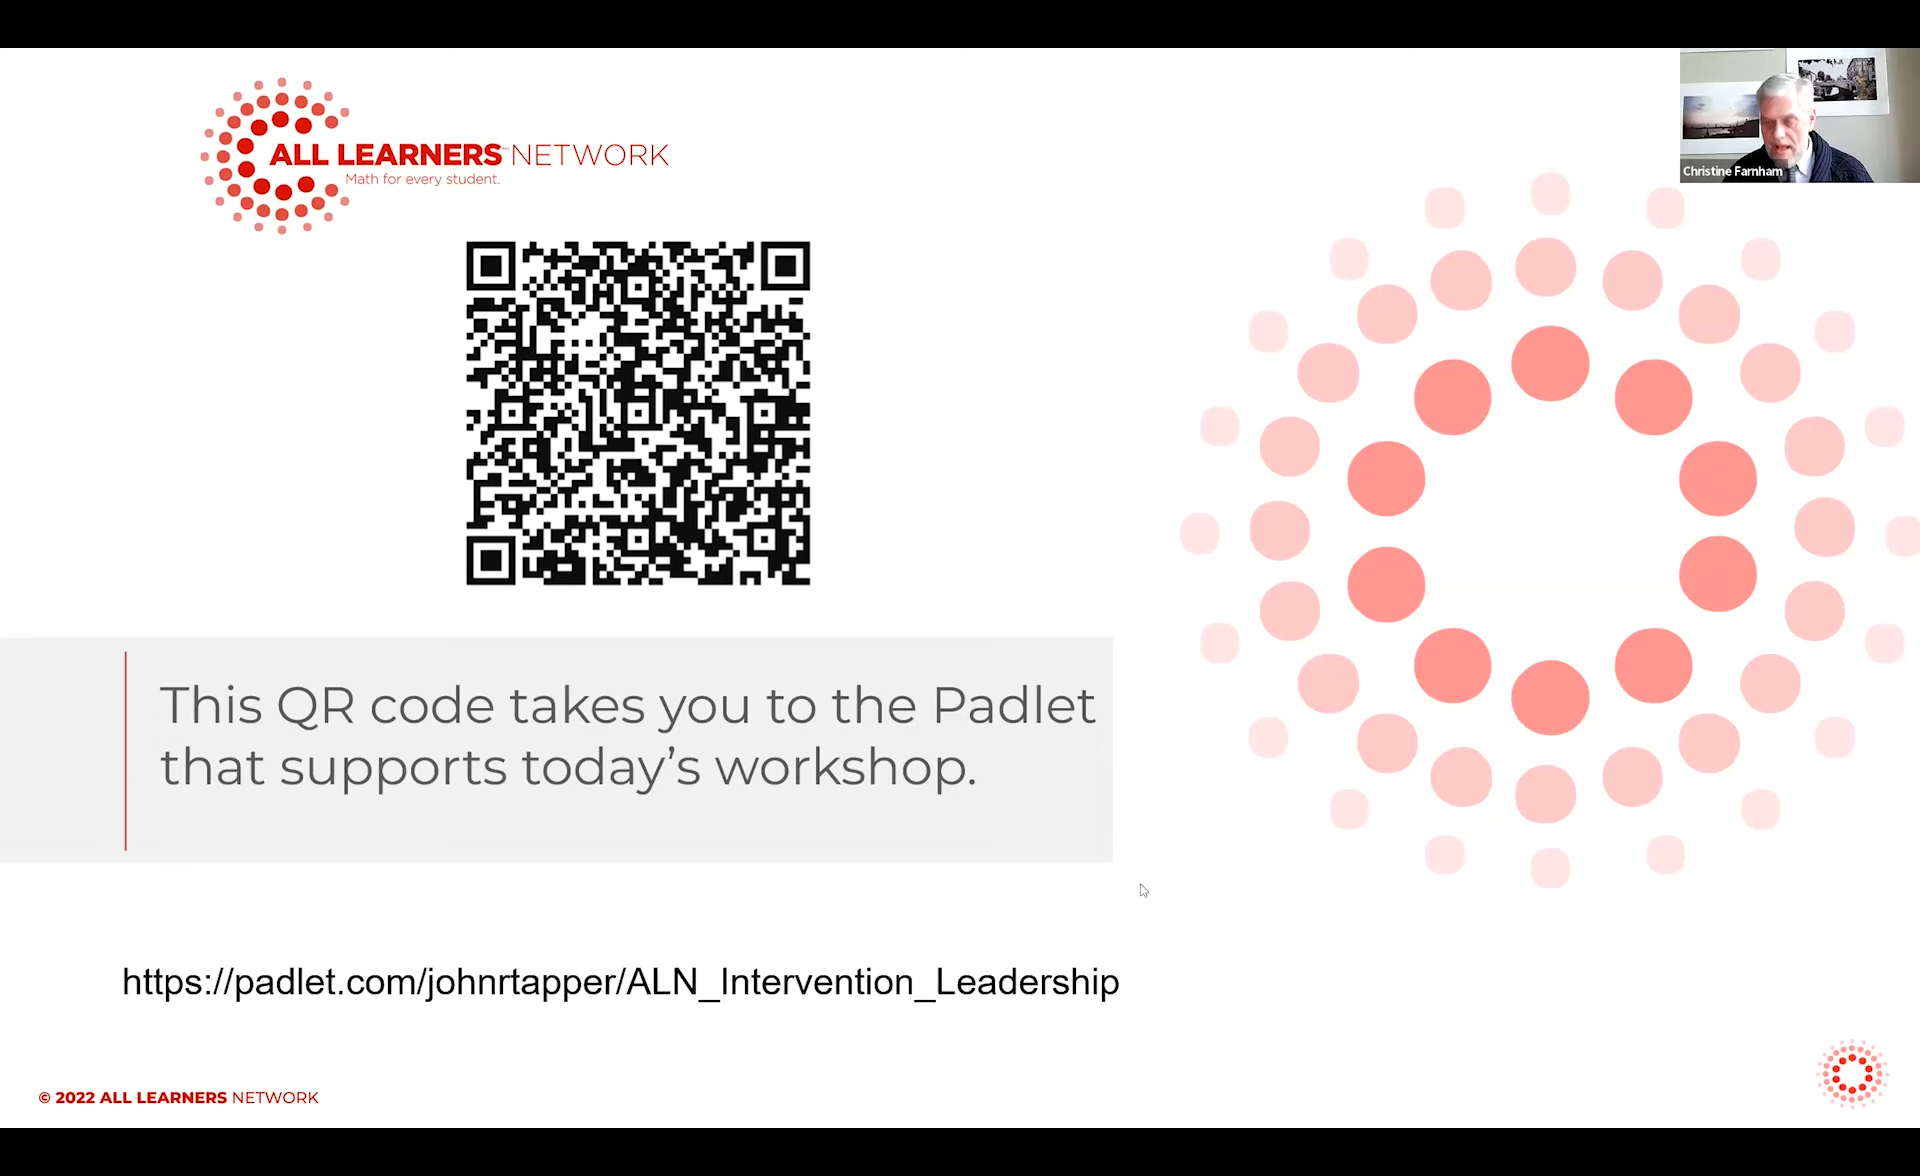 ALL LEARNERS™ NETWORK
Math for every student.
Christine Farnham
This QR code takes you to the Padlet
that supports today’s workshop.
https://padlet.com/johnrtapper/ALN_Intervention_Leadership
© 2022 ALL LEARNERS NETWORK